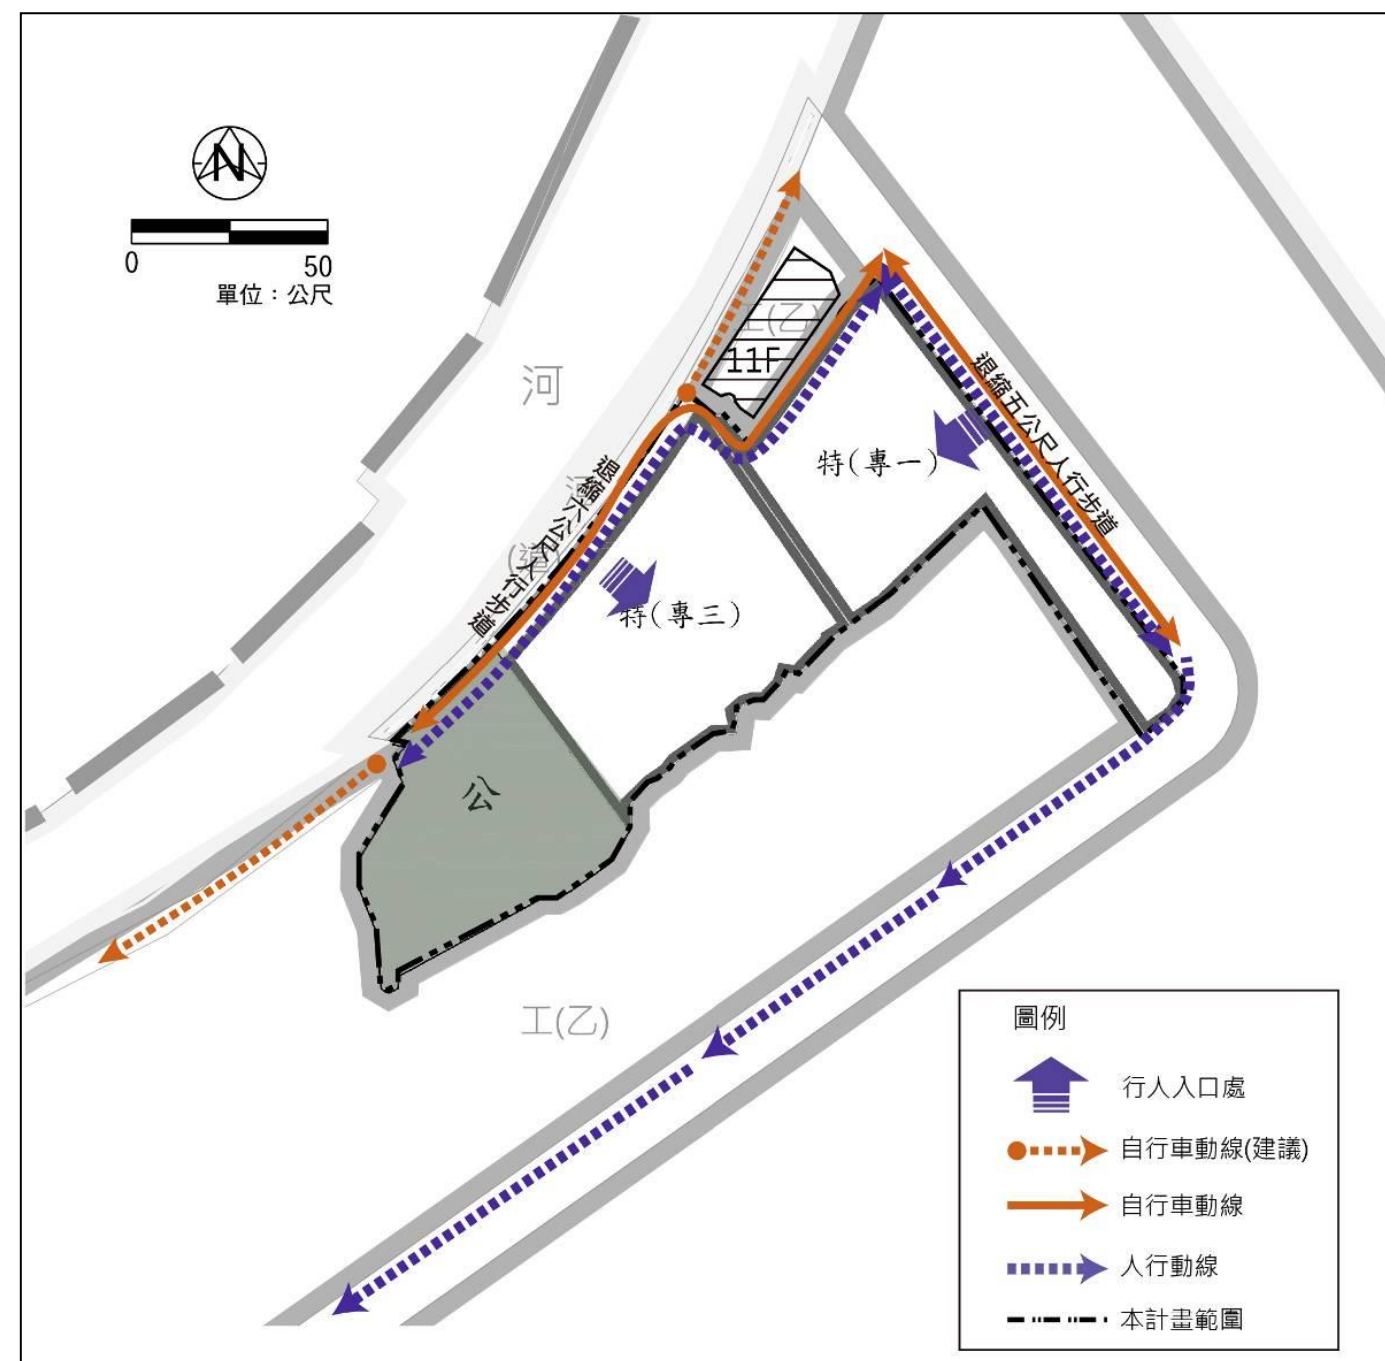 N
0
50
單位：公尺
河
工(乙)
11F
退縮五公尺人行步道
特(專一)
退縮六公尺人行步道
(道)
特(專三)
公
工(乙)
圖例
行人入口處
自行車動線(建議)
自行車動線
人行動線
本計畫範圍